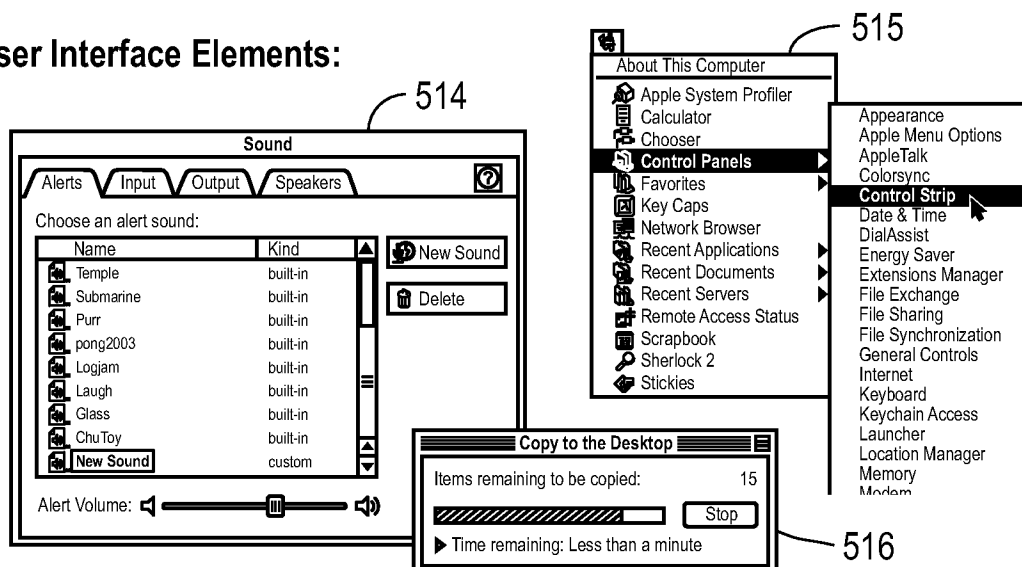 ser Interface Elements:
514
Sound
Alerts Input Output Speakers
Choose an alert sound:
Name Kind
Temple built-in
Submarine built-in
Purr built-in
pong2003 built-in
Logjam built-in
Laugh built-in
Glass built-in
ChuToy built-in
New Sound custom
New Sound
Delete
Alert Volume:
515
About This Computer
Apple System Profiler
Calculator
Chooser
Control Panels
Favorites
Key Caps
Network Browser
Recent Applications
Recent Documents
Recent Servers
Remote Access Status
Scrapbook
Sherlock 2
Stickies
Appearance
Apple Menu Options
AppleTalk
Colorsync
Control Strip
Date & Time
DialAssist
Energy Saver
Extensions Manager
File Exchange
File Sharing
File Synchronization
General Controls
Internet
Keyboard
Keychain Access
Launcher
Location Manager
Memory
Modem
Copy to the Desktop
Items remaining to be copied: 15
Stop
Time remaining: Less than a minute
516